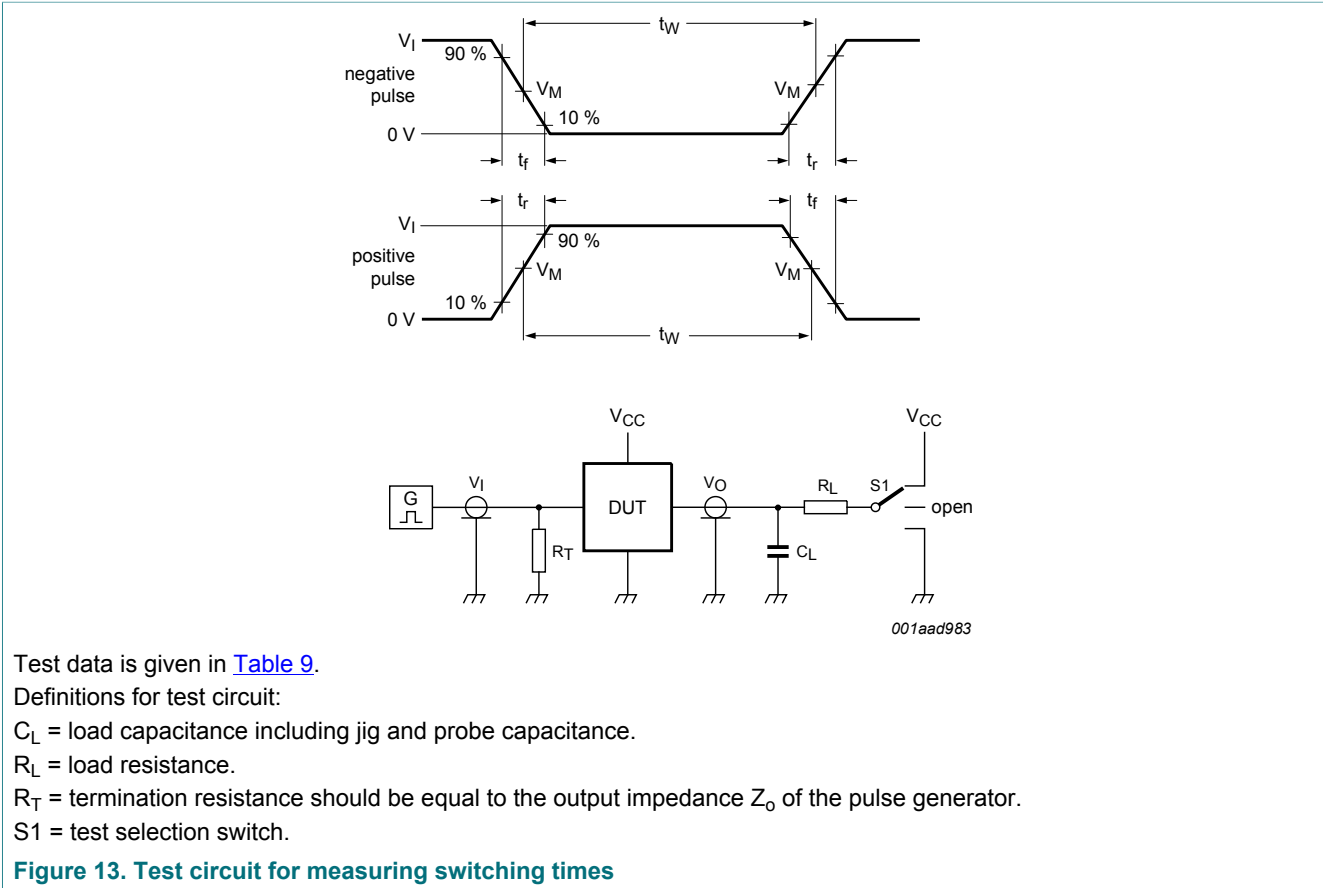 tW
VI
90 %
negative
pulse
VM
VM
10 %
0 V
tf
tr
tr
tf
VI
90 %
positive
pulse
VM
VM
10 %
0 V
tW
VCC
VCC
G
VI
DUT
VO
RL
S1
open
RT
CL
001aad983
Test data is given in Table 9.
Definitions for test circuit:
CL = load capacitance including jig and probe capacitance.
RL = load resistance.
RT = termination resistance should be equal to the output impedance Zo of the pulse generator.
S1 = test selection switch.
Figure 13. Test circuit for measuring switching times